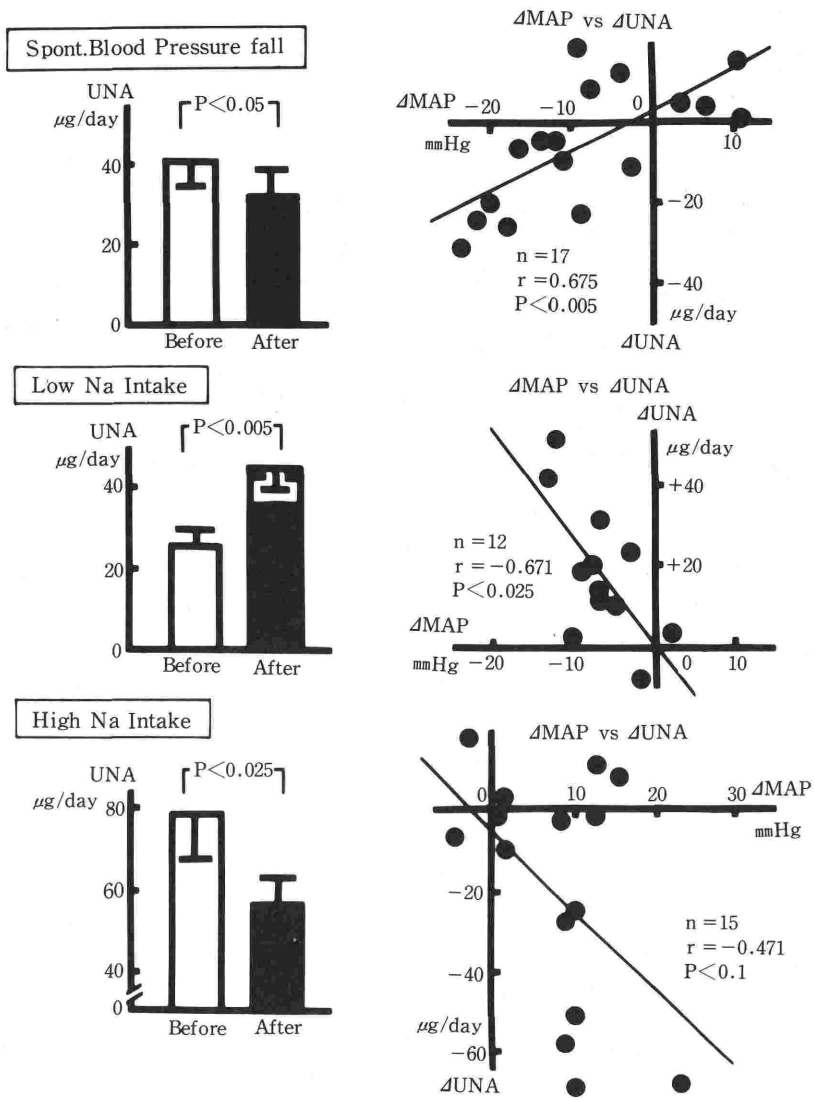 Spont.Blood Pressure fall
UNA
μg/day
P<0.05
40
20
0
Before After
ΔMAP vs ΔUNA
ΔMAP -20 -10 0
mmHg 10
-20
-40
n=17
r=0.675
P<0.005
μg/day
ΔUNA
Low Na Intake
UNA
μg/day
P<0.005
40
20
0
Before After
ΔMAP vs ΔUNA
ΔUNA
μg/day
+40
+20
n=12
r=-0.671
P<0.025
ΔMAP
mmHg -20 -10 0 10
High Na Intake
UNA
μg/day
P<0.025
80
60
40
0
Before After
ΔMAP vs ΔUNA
0 10 20 30 ΔMAP
mmHg
-20
-40
-60
n=15
r=-0.471
P<0.1
μg/day
ΔUNA